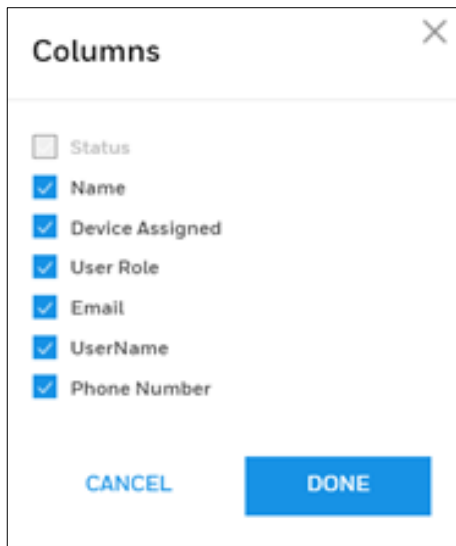 Columns
Status
Name
Device Assigned
User Role
Email
UserName
Phone Number
CANCEL DONE